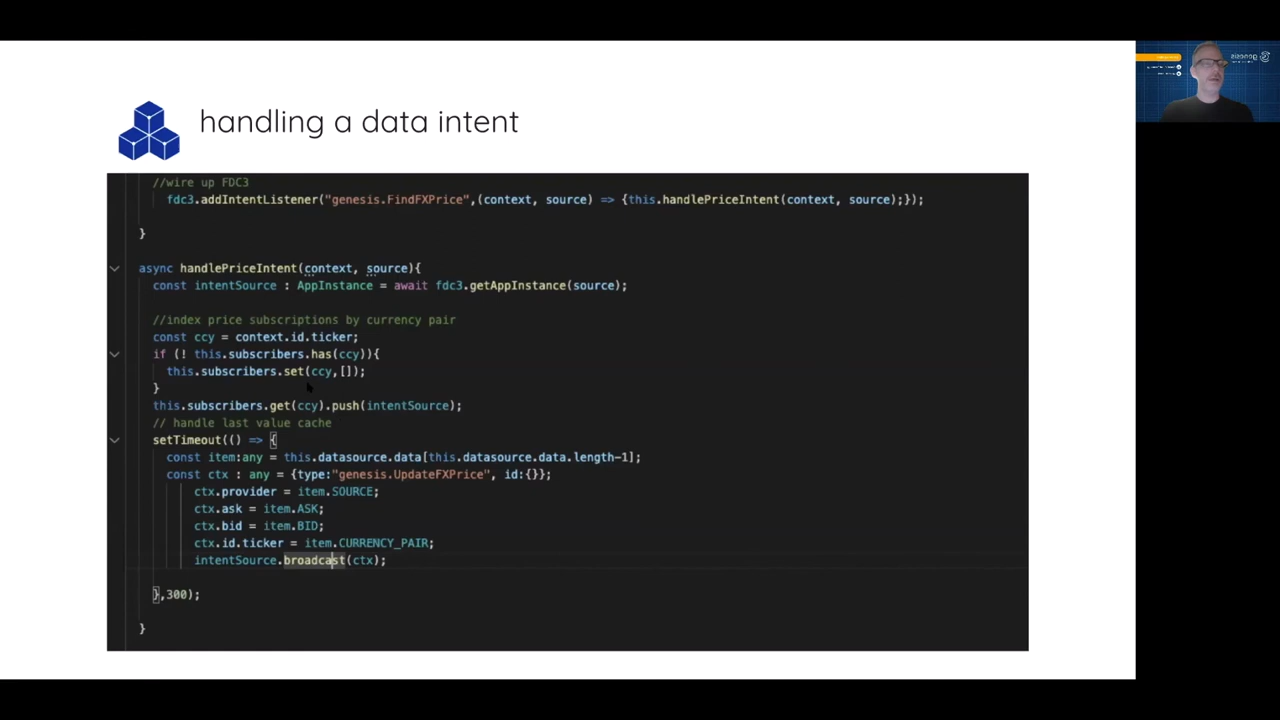 handling a data intent
genesis
//wire up FDC3
fdc3.addIntentListener("genesis.FindFXPrice",(context, source) => {this.handlePriceIntent(context, source);});
}
async handlePriceIntent(context, source){
const intentSource : AppInstance = await fdc3.getAppInstance(source);
//index price subscriptions by currency pair
const ccy = context.id.ticker;
if (! this.subscribers.has(ccy)){
this.subscribers.set(ccy,[]);
}
this.subscribers.get(ccy).push(intentSource);
// handle last value cache
setTimeout(() => {
const item:any = this.datasource.data[this.datasource.data.length-1];
const ctx : any = {type:"genesis.UpdateFXPrice", id:{}};
ctx.provider = item.SOURCE;
ctx.ask = item.ASK;
ctx.bid = item.BID;
ctx.id.ticker = item.CURRENCY_PAIR;
intentSource.broadcast(ctx);
},300);
}